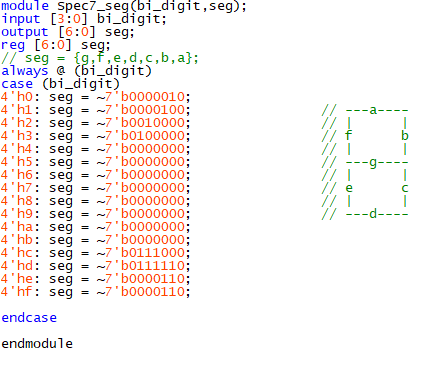 module Spec7_seg(bi_digit,seg);
input [3:0] bi_digit;
output [6:0] seg;
reg [6:0] seg;
// seg = {g,f,e,d,c,b,a};
always @ (bi_digit)
case (bi_digit)
4'h0: seg = ~7'b0000010;
4'h1: seg = ~7'b0000100; // ---a----
4'h2: seg = ~7'b0010000; // | |
4'h3: seg = ~7'b0100000; // f b
4'h4: seg = ~7'b0000000; // | |
4'h5: seg = ~7'b0000000; // ---g----
4'h6: seg = ~7'b0000000; // | |
4'h7: seg = ~7'b0000000; // e c
4'h8: seg = ~7'b0000000; // | |
4'h9: seg = ~7'b0000000; // ---d----
4'ha: seg = ~7'b0000000;
4'hb: seg = ~7'b0000000;
4'hc: seg = ~7'b0111000;
4'hd: seg = ~7'b0111110;
4'he: seg = ~7'b0000110;
4'hf: seg = ~7'b0000110;
endcase
endmodule